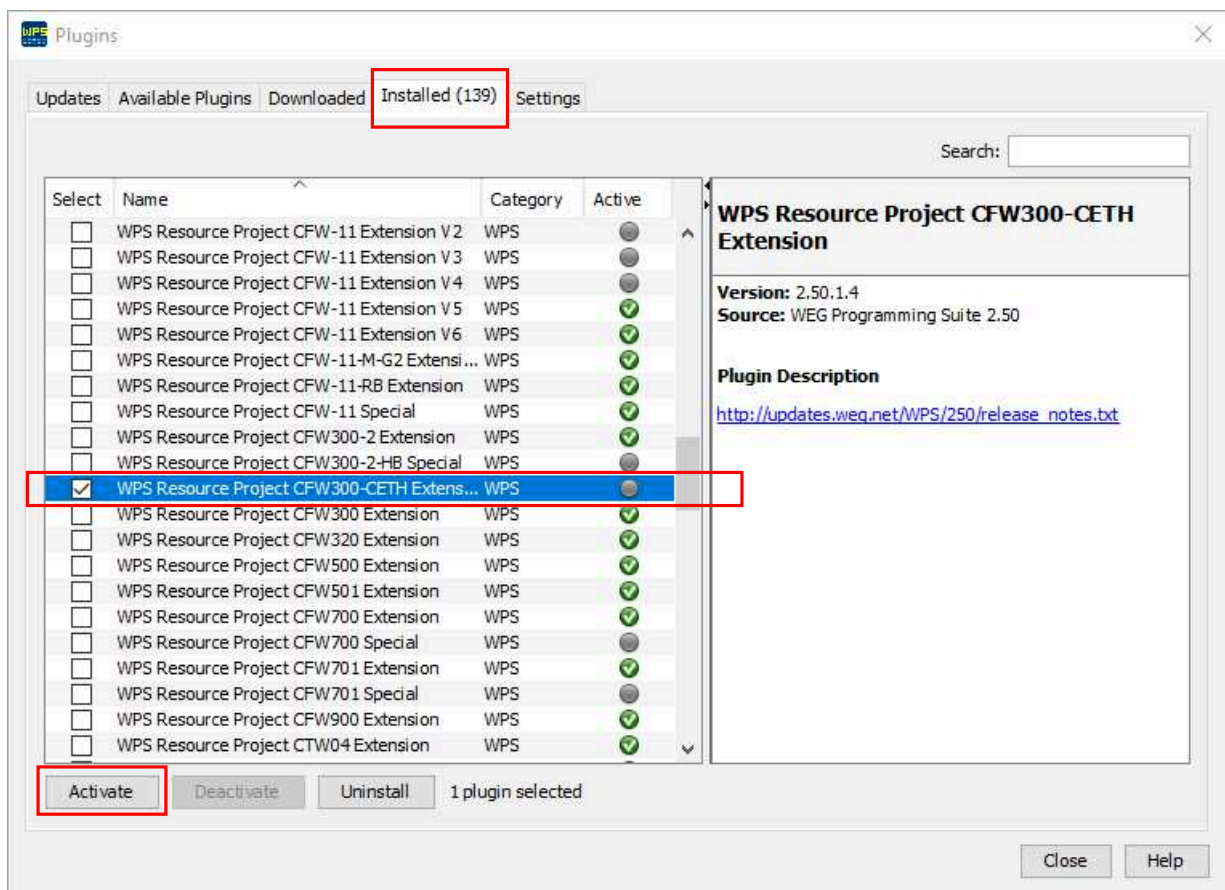 WPS Plugins
Updates Available Plugins Downloaded Installed (139) Settings
Search:
Select Name Category Active
WPS Resource Project CFW-11 Extension V2 WPS
WPS Resource Project CFW-11 Extension V3 WPS
WPS Resource Project CFW-11 Extension V4 WPS
WPS Resource Project CFW-11 Extension V5 WPS
WPS Resource Project CFW-11 Extension V6 WPS
WPS Resource Project CFW-11-M-G2 Extensi... WPS
WPS Resource Project CFW-11-RB Extension WPS
WPS Resource Project CFW-11 Special WPS
WPS Resource Project CFW300-2 Extension WPS
WPS Resource Project CFW300-2-HB Special WPS
WPS Resource Project CFW300-CETH Extens... WPS
WPS Resource Project CFW300 Extension WPS
WPS Resource Project CFW320 Extension WPS
WPS Resource Project CFW500 Extension WPS
WPS Resource Project CFW501 Extension WPS
WPS Resource Project CFW700 Extension WPS
WPS Resource Project CFW700 Special WPS
WPS Resource Project CFW701 Extension WPS
WPS Resource Project CFW701 Special WPS
WPS Resource Project CFW900 Extension WPS
WPS Resource Project CTW04 Extension WPS
WPS Resource Project CFW300-CETH
Extension
Version: 2.50.1.4
Source: WEG Programming Suite 2.50
Plugin Description
http://updates.weg.net/WPS/250/release_notes.txt
Activate Deactivate Uninstall 1 plugin selected
Close Help